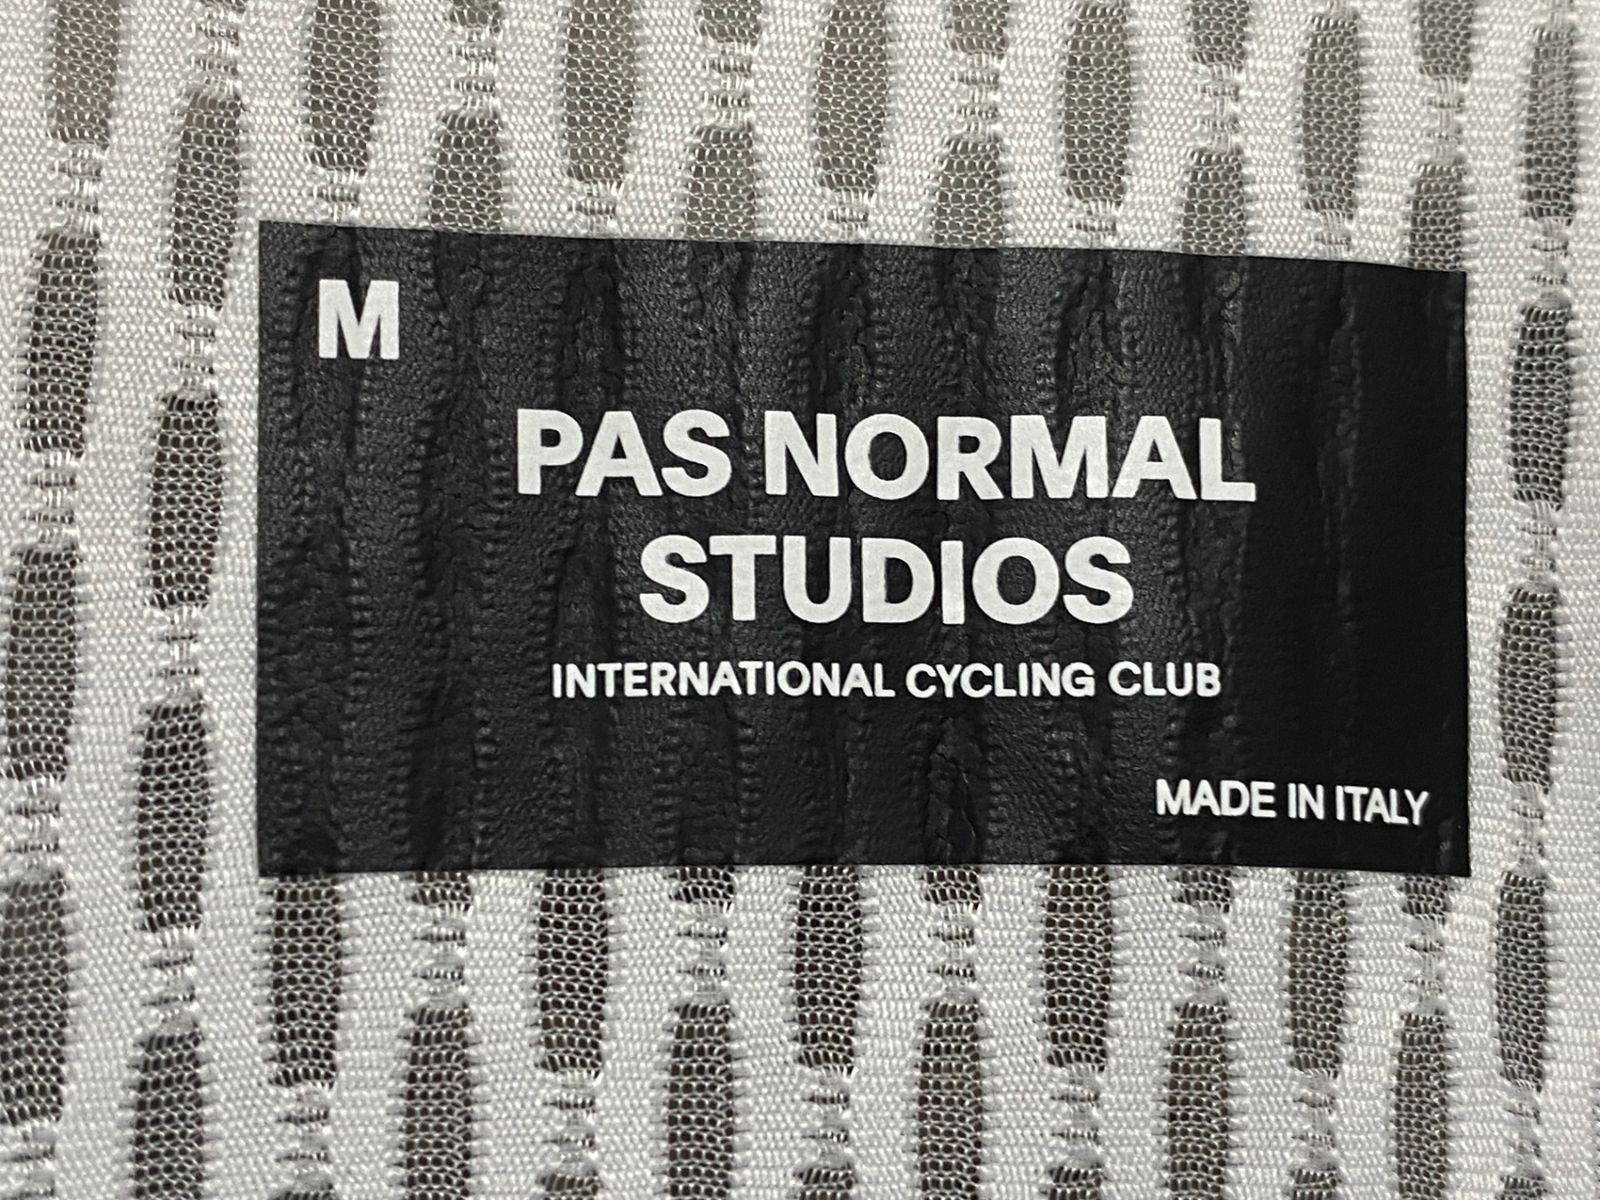 M
PAS NORMAL
STUDIOS
INTERNATIONAL CYCLING CLUB
MADE IN ITALY